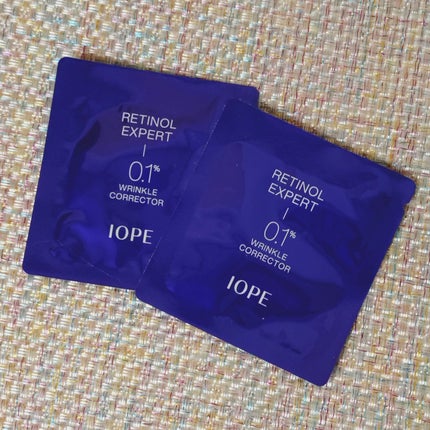 RETINOL
EXPERT
0.1%
WRINKLE
CORRECTOR
IOPE
RETINOL
EXPERT
0.1%
WRINKLE
CORRECTOR
IOPE